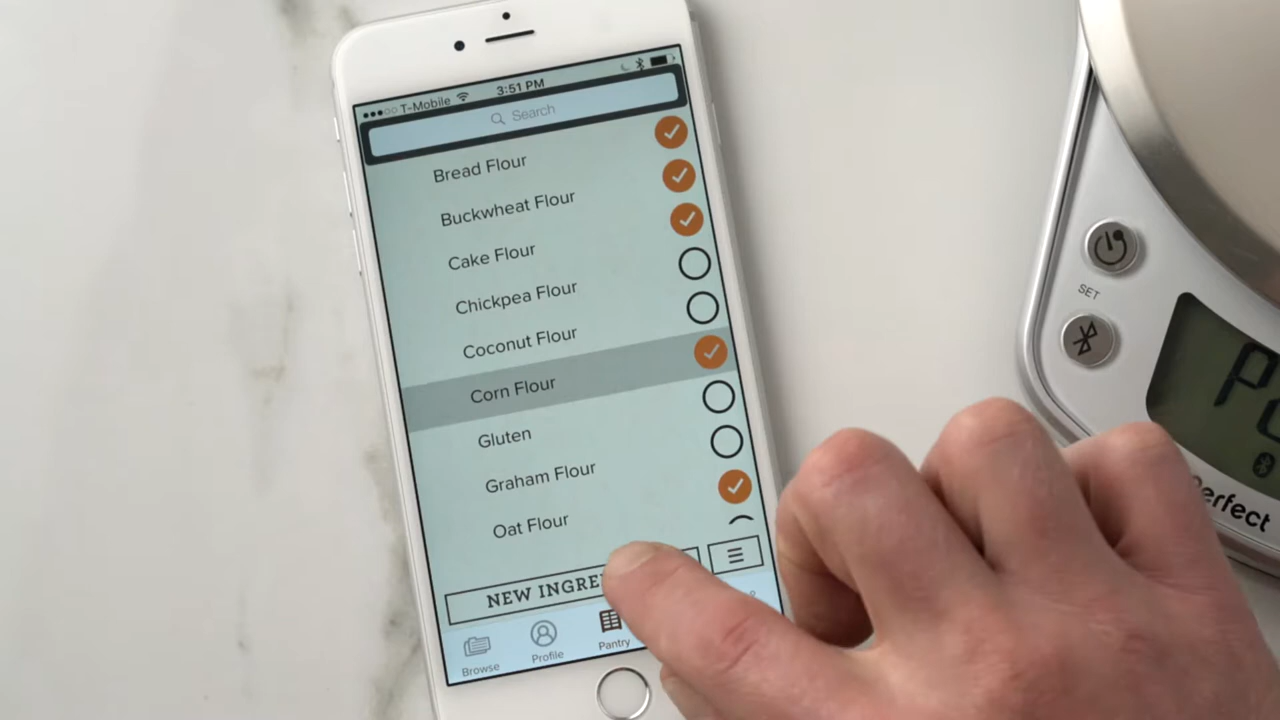 T-Mobile 3:51 PM
Search
Bread Flour
Buckwheat Flour
Cake Flour
Chickpea Flour
Coconut Flour
Corn Flour
Gluten
Graham Flour
Oat Flour
NEW INGRE
Browse Profile Pantry
SET
erfect